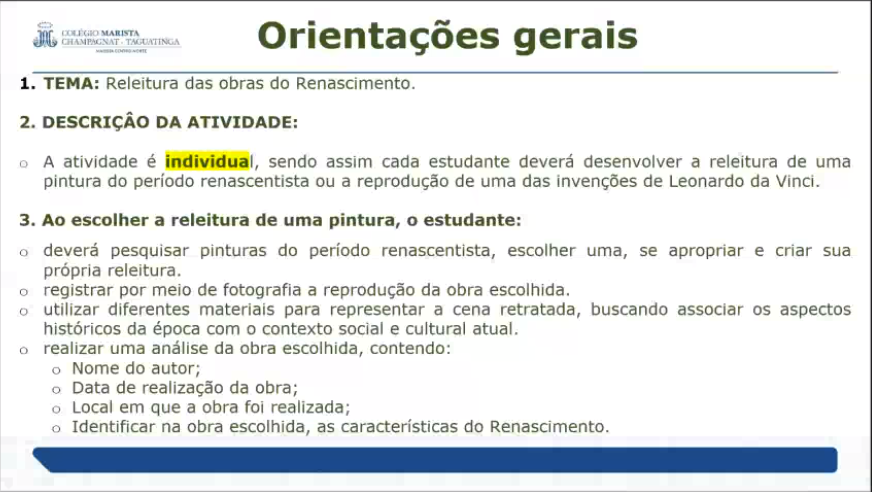 COLÉGIO MARISTA
CHAMPAGNAT - TAGUATINGA
Orientações gerais
1. TEMA: Releitura das obras do Renascimento.
2. DESCRIÇÂO DA ATIVIDADE:
o A atividade é individual, sendo assim cada estudante deverá desenvolver a releitura de uma
pintura do período renascentista ou a reprodução de uma das invenções de Leonardo da Vinci.
3. Ao escolher a releitura de uma pintura, o estudante:
o deverá pesquisar pinturas do período renascentista, escolher uma, se apropriar e criar sua
própria releitura.
o registrar por meio de fotografia a reprodução da obra escolhida.
o utilizar diferentes materiais para representar a cena retratada, buscando associar os aspectos
históricos da época com o contexto social e cultural atual.
o realizar uma análise da obra escolhida, contendo:
o Nome do autor;
o Data de realização da obra;
o Local em que a obra foi realizada;
o Identificar na obra escolhida, as características do Renascimento.